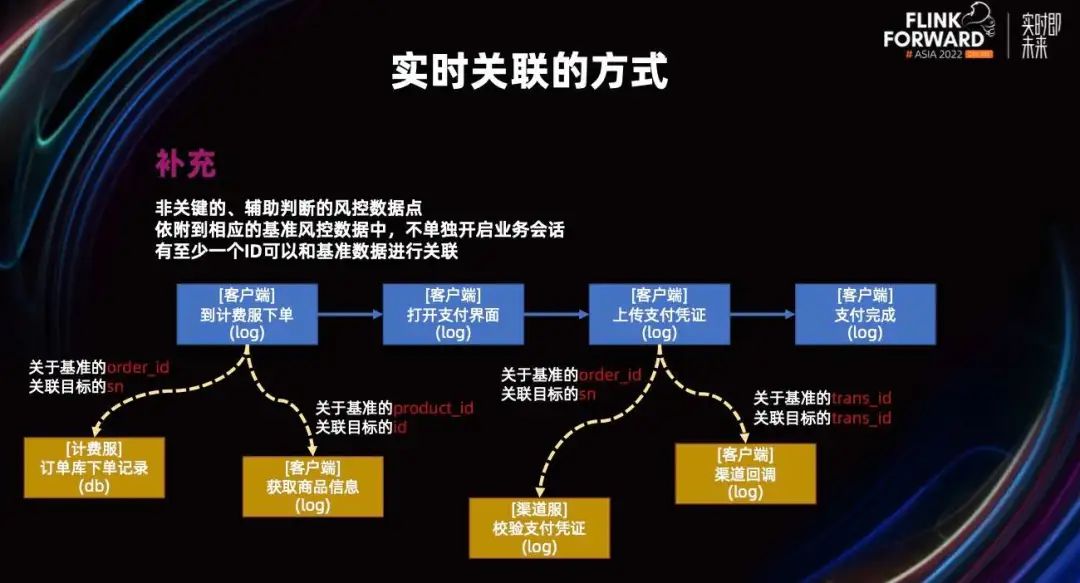 FLINK
FORWARD
# ASIA 2022
实时即
未来
实时关联的方式
补充
非关键的、辅助判断的风控数据点
依附到相应的基准风控数据中，不单独开启业务会话
有至少一个ID可以和基准数据进行关联
[客户端]
到计费服下单
(log)
[客户端]
打开支付界面
(log)
[客户端]
上传支付凭证
(log)
[客户端]
支付完成
(log)
关于基准的order_id
关联目标的sn
关于基准的product_id
关联目标的id
关于基准的order_id
关联目标的sn
关于基准的trans_id
关联目标的trans_id
[计费服]
订单库下单记录
(db)
[客户端]
获取商品信息
(log)
[渠道服]
校验支付凭证
(log)
[客户端]
渠道回调
(log)